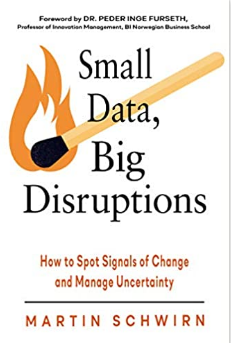 Foreword by DR. PEDER INGE FURSETH,
Professor of Innovation Management, BI Norwegian Business School
Small
Data,
Big
Disruptions
How to Spot Signals of Change
and Manage Uncertainty
MARTIN SCHWIRN